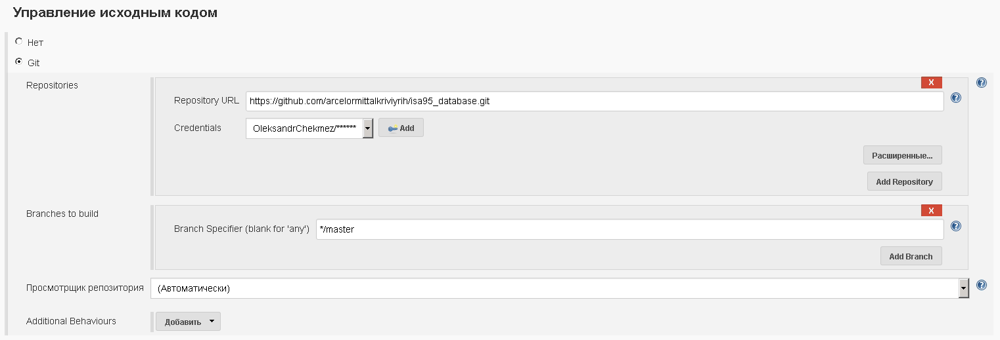 Управление исходным кодом
Нет
Git
Repositories
X
Repository URL https://github.com/arcelormittalkriviyrih/isa95_database.git
Credentials OleksandrChekmez/****** Add
Расширенные...
Add Repository
Branches to build
X
Branch Specifier (blank for 'any') */master
Add Branch
Просмотрщик репозитория (Автоматически)
Additional Behaviours Добавить